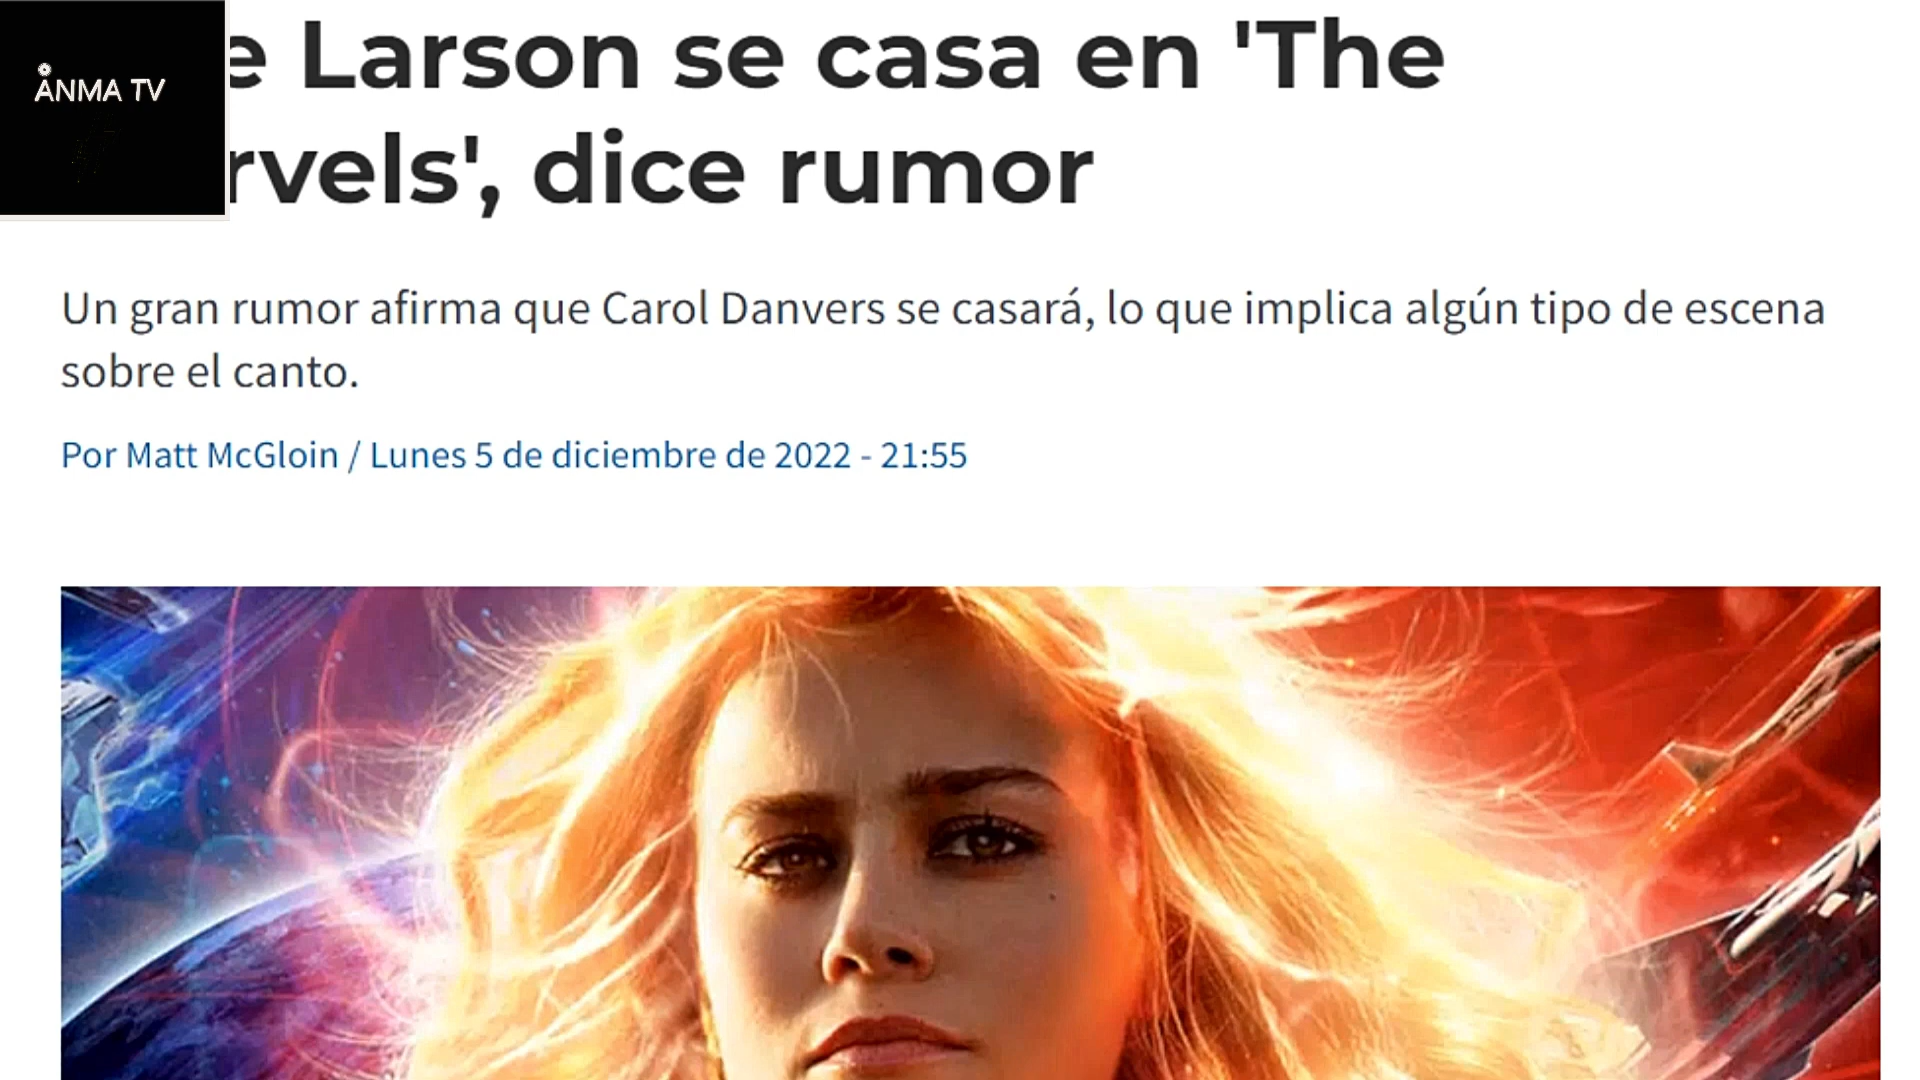 ÅNMA TV
e Larson se casa en 'The
rvels', dice rumor
Un gran rumor afirma que Carol Danvers se casará, lo que implica algún tipo de escena
sobre el canto.
Por Matt McGloin / Lunes 5 de diciembre de 2022 - 21:55